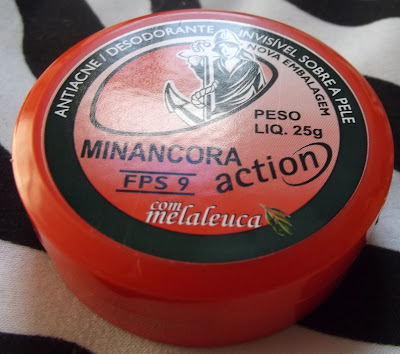 ANTIACNE / DESODORANTE
INVISÍVEL SOBRE A PELE
NOVA EMBALAGEM
PESO
LIQ. 25g
MINANCORA
action
FPS 9
com
melaleuca